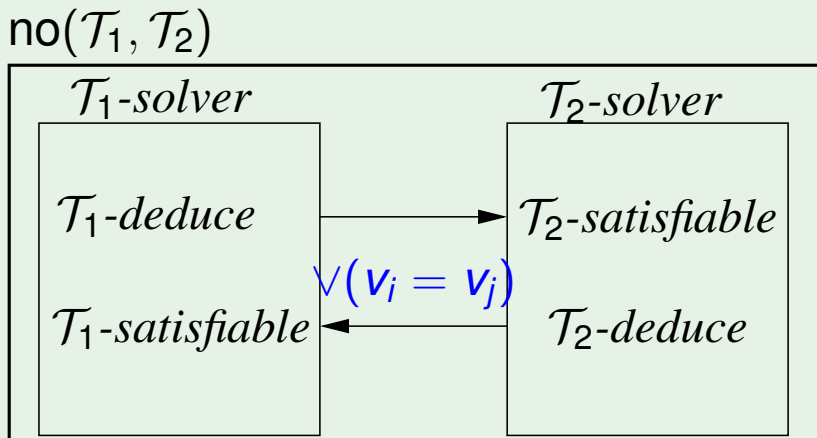 no(𝒯₁, 𝒯₂)
𝒯₁-solver
𝒯₂-solver
𝒯₁-deduce
𝒯₂-satisfiable
∨(vᵢ = vⱼ)
𝒯₁-satisfiable
𝒯₂-deduce